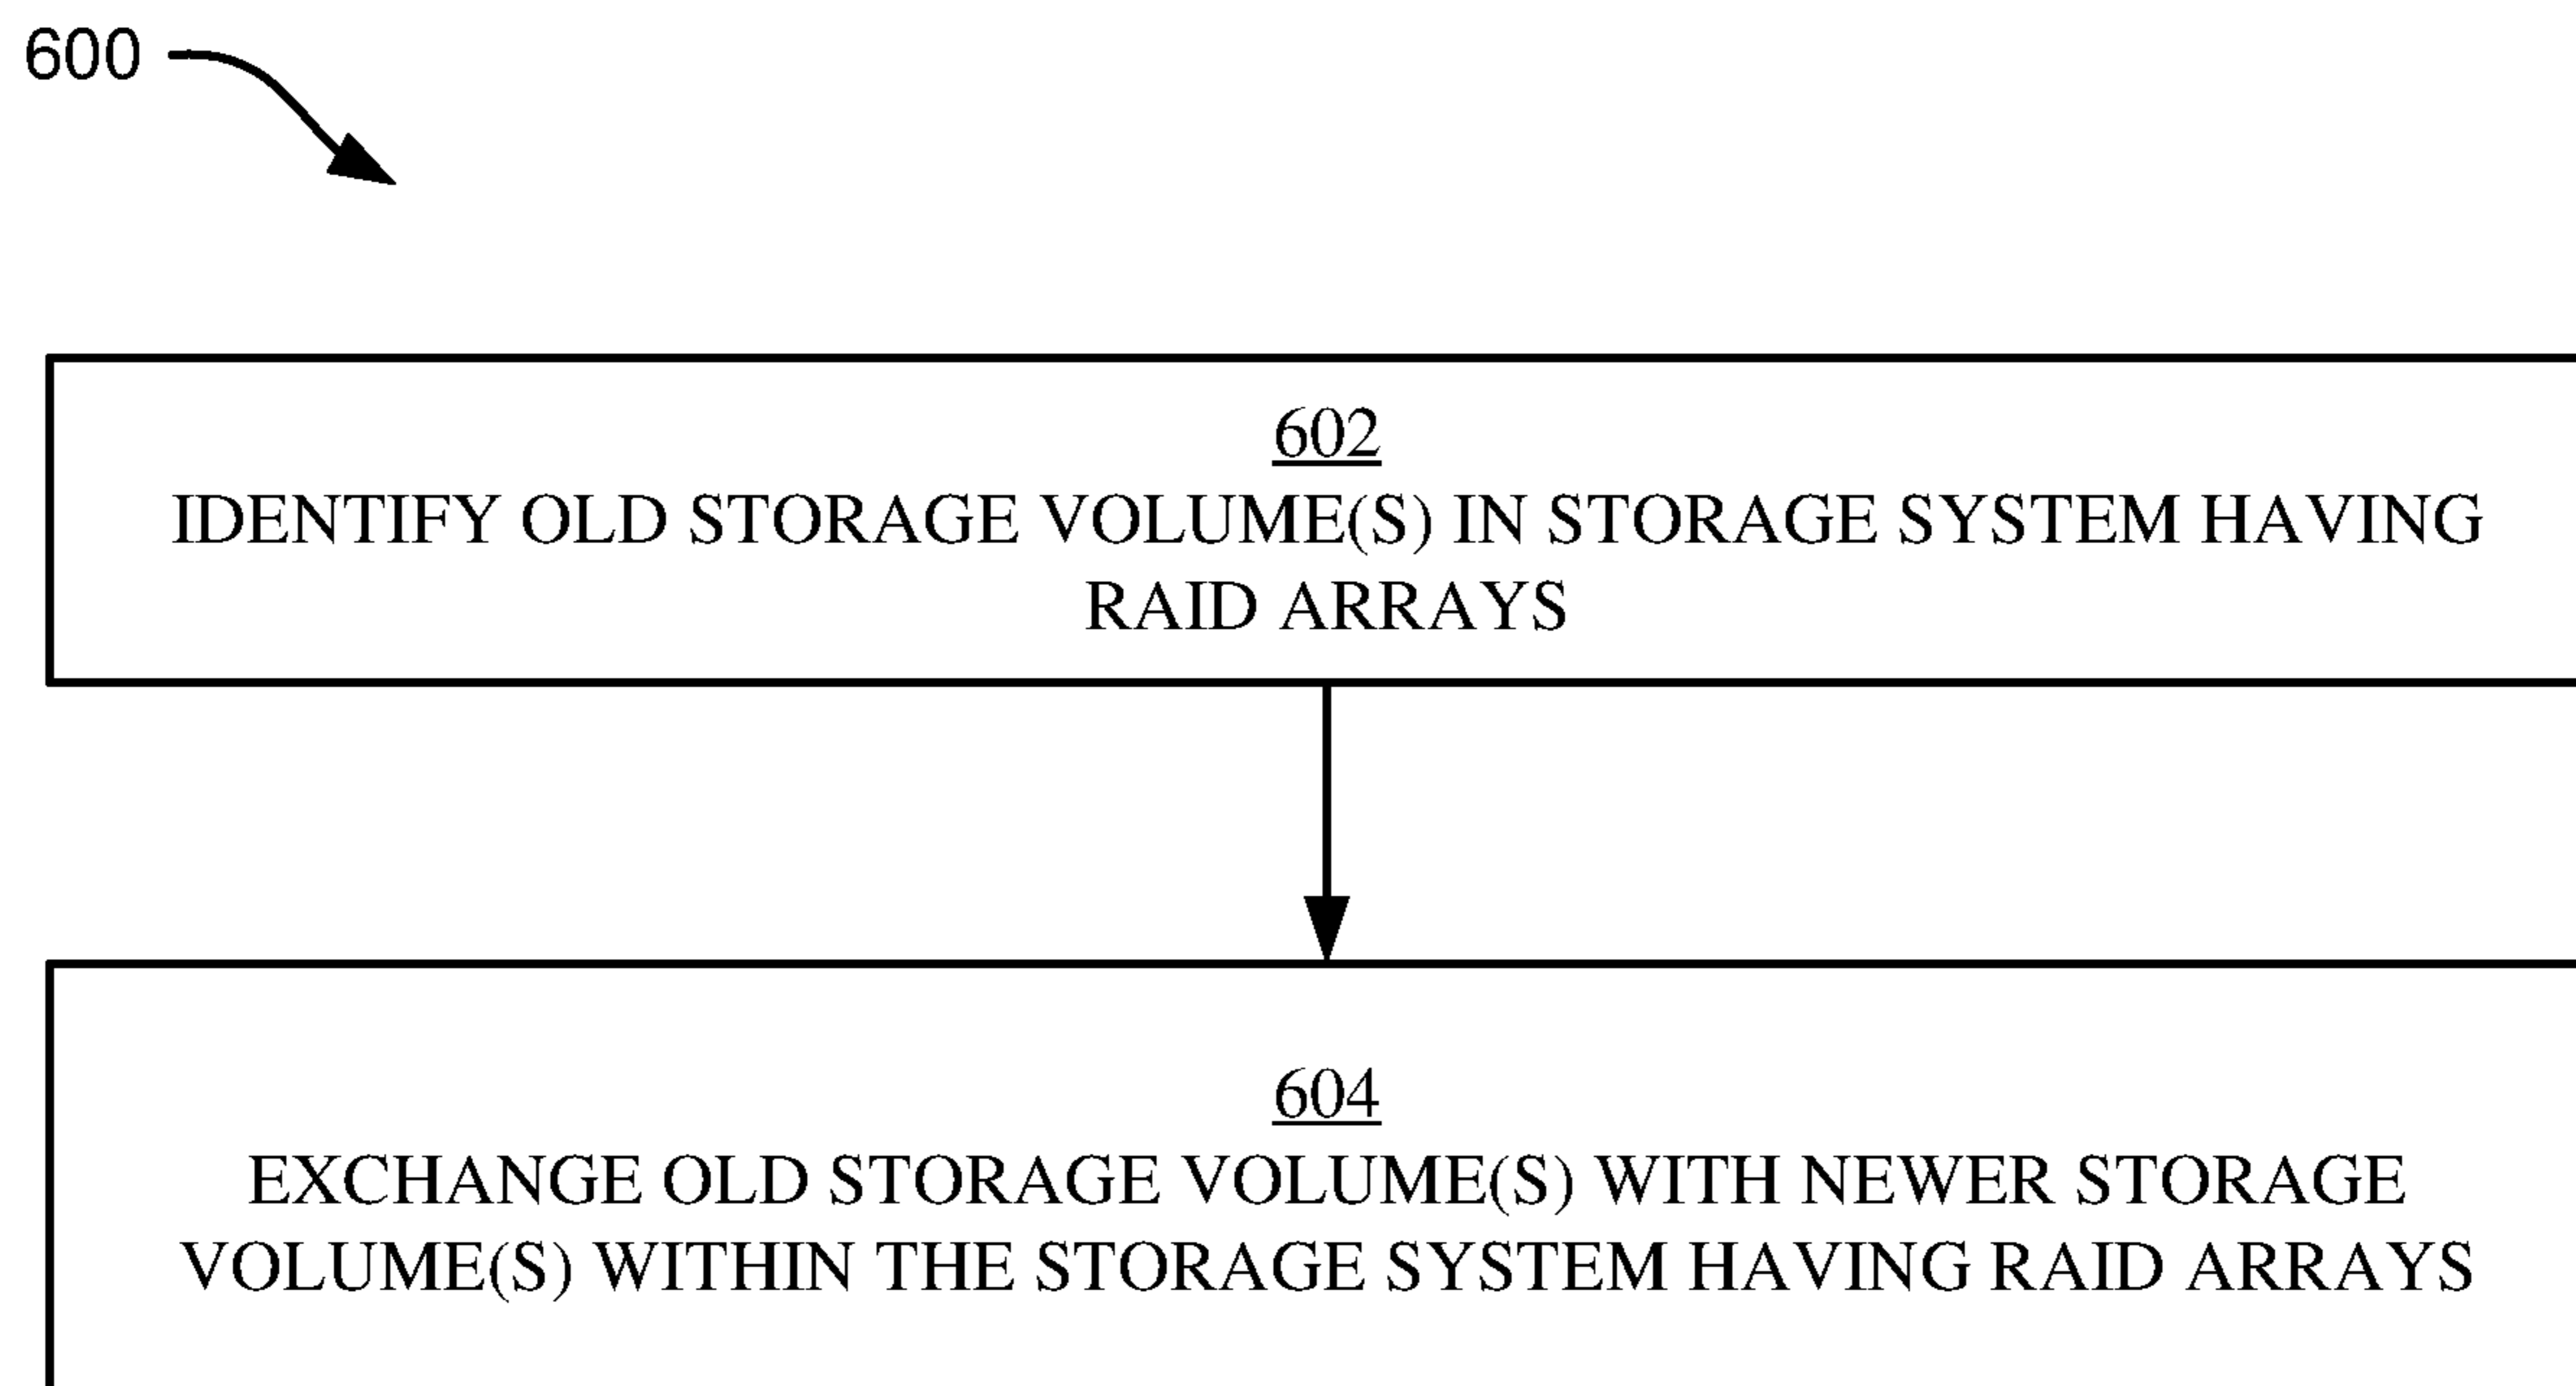 600
602
IDENTIFY OLD STORAGE VOLUME(S) IN STORAGE SYSTEM HAVING
RAID ARRAYS
604
EXCHANGE OLD STORAGE VOLUME(S) WITH NEWER STORAGE
VOLUME(S) WITHIN THE STORAGE SYSTEM HAVING RAID ARRAYS